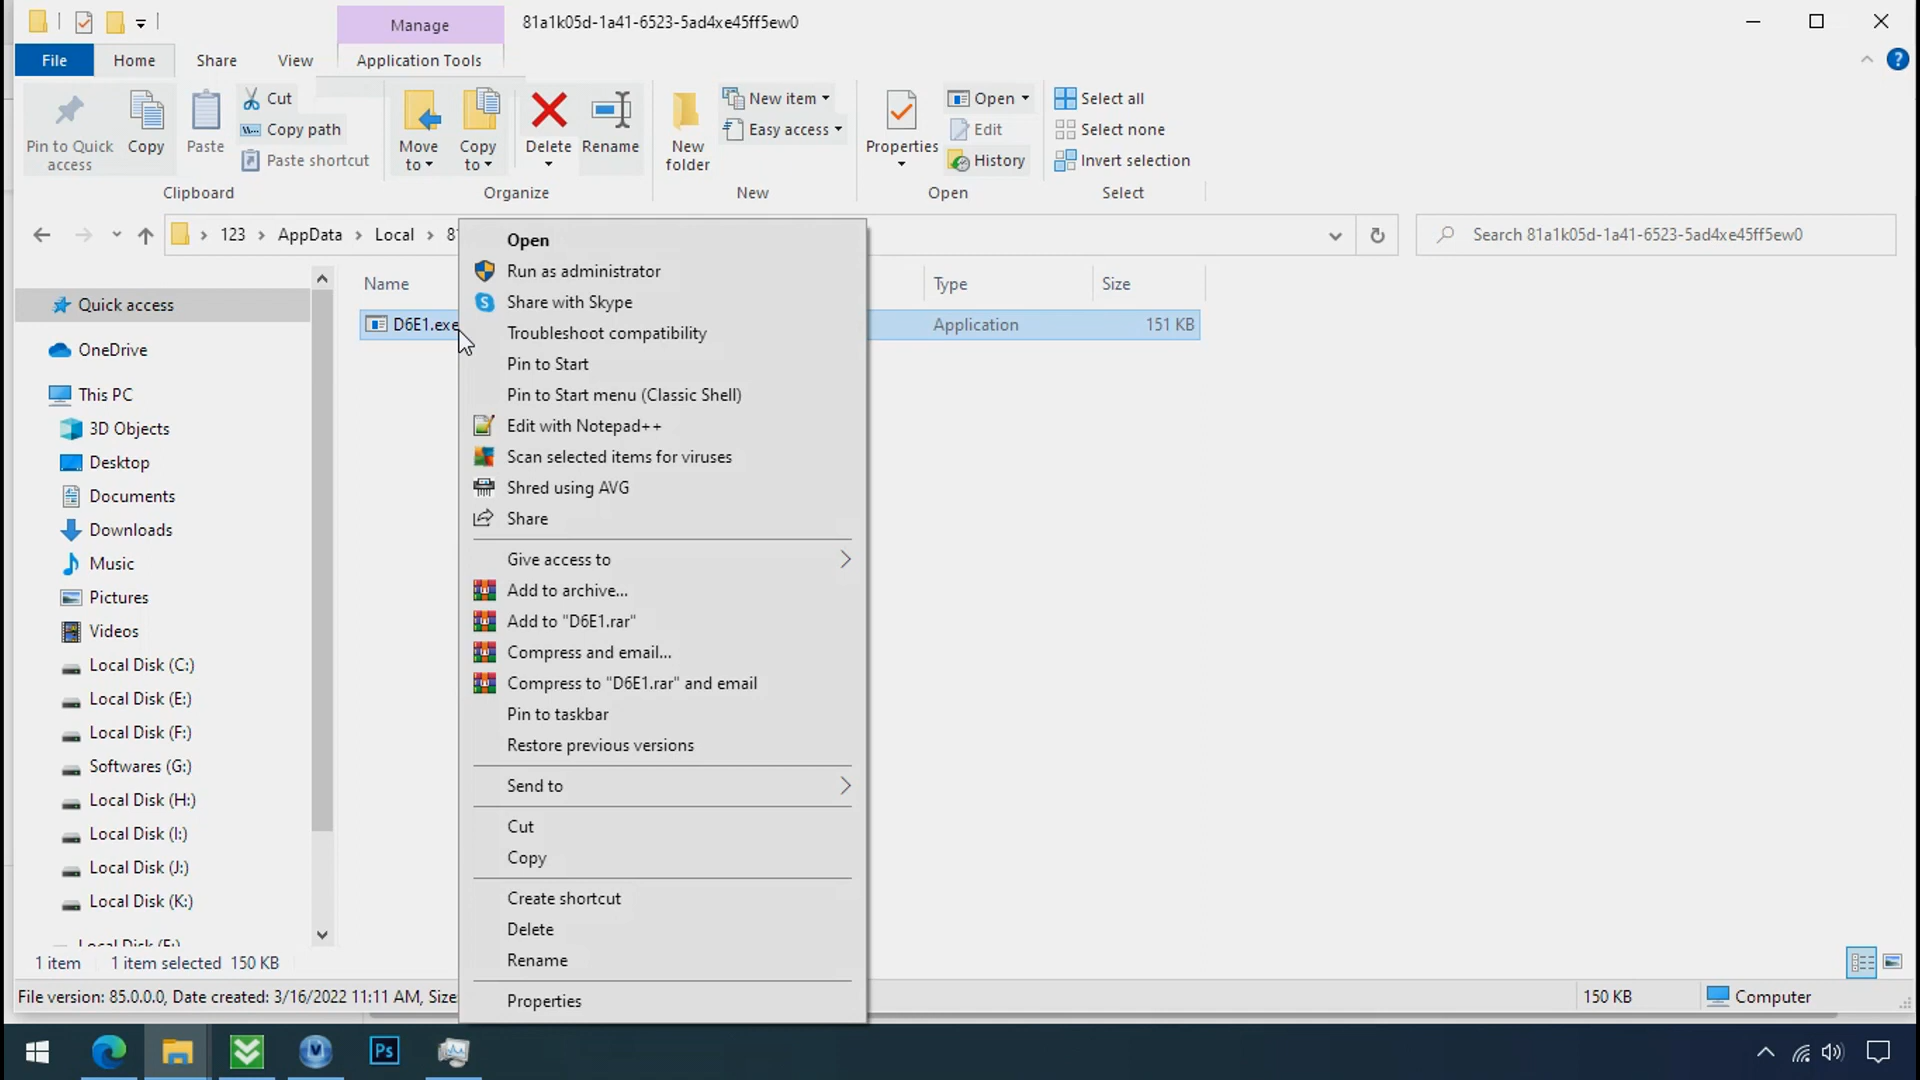 Manage
81a1k05d-1a41-6523-5ad4xe45ff5ew0
File
Home
Share
View
Application Tools
Pin to Quick access
Copy
Paste
Cut
Copy path
Paste shortcut
Clipboard
Move to
Copy to
Delete
Rename
Organize
New folder
New item
Easy access
New
Properties
Open
Edit
History
Open
Select all
Select none
Invert selection
Select
123
AppData
Local
Search 81a1k05d-1a41-6523-5ad4xe45ff5ew0
Name
Type
Size
D6E1.exe
Application
151 KB
Quick access
OneDrive
This PC
3D Objects
Desktop
Documents
Downloads
Music
Pictures
Videos
Local Disk (C:)
Local Disk (E:)
Local Disk (F:)
Softwares (G:)
Local Disk (H:)
Local Disk (I:)
Local Disk (J:)
Local Disk (K:)
Open
Run as administrator
Share with Skype
Troubleshoot compatibility
Pin to Start
Pin to Start menu (Classic Shell)
Edit with Notepad++
Scan selected items for viruses
Shred using AVG
Share
Give access to
Add to archive...
Add to "D6E1.rar"
Compress and email...
Compress to "D6E1.rar" and email
Pin to taskbar
Restore previous versions
Send to
Cut
Copy
Create shortcut
Delete
Rename
Properties
1 item
1 item selected 150 KB
File version: 85.0.0.0, Date created: 3/16/2022 11:11 AM, Size
150 KB
Computer
Ps